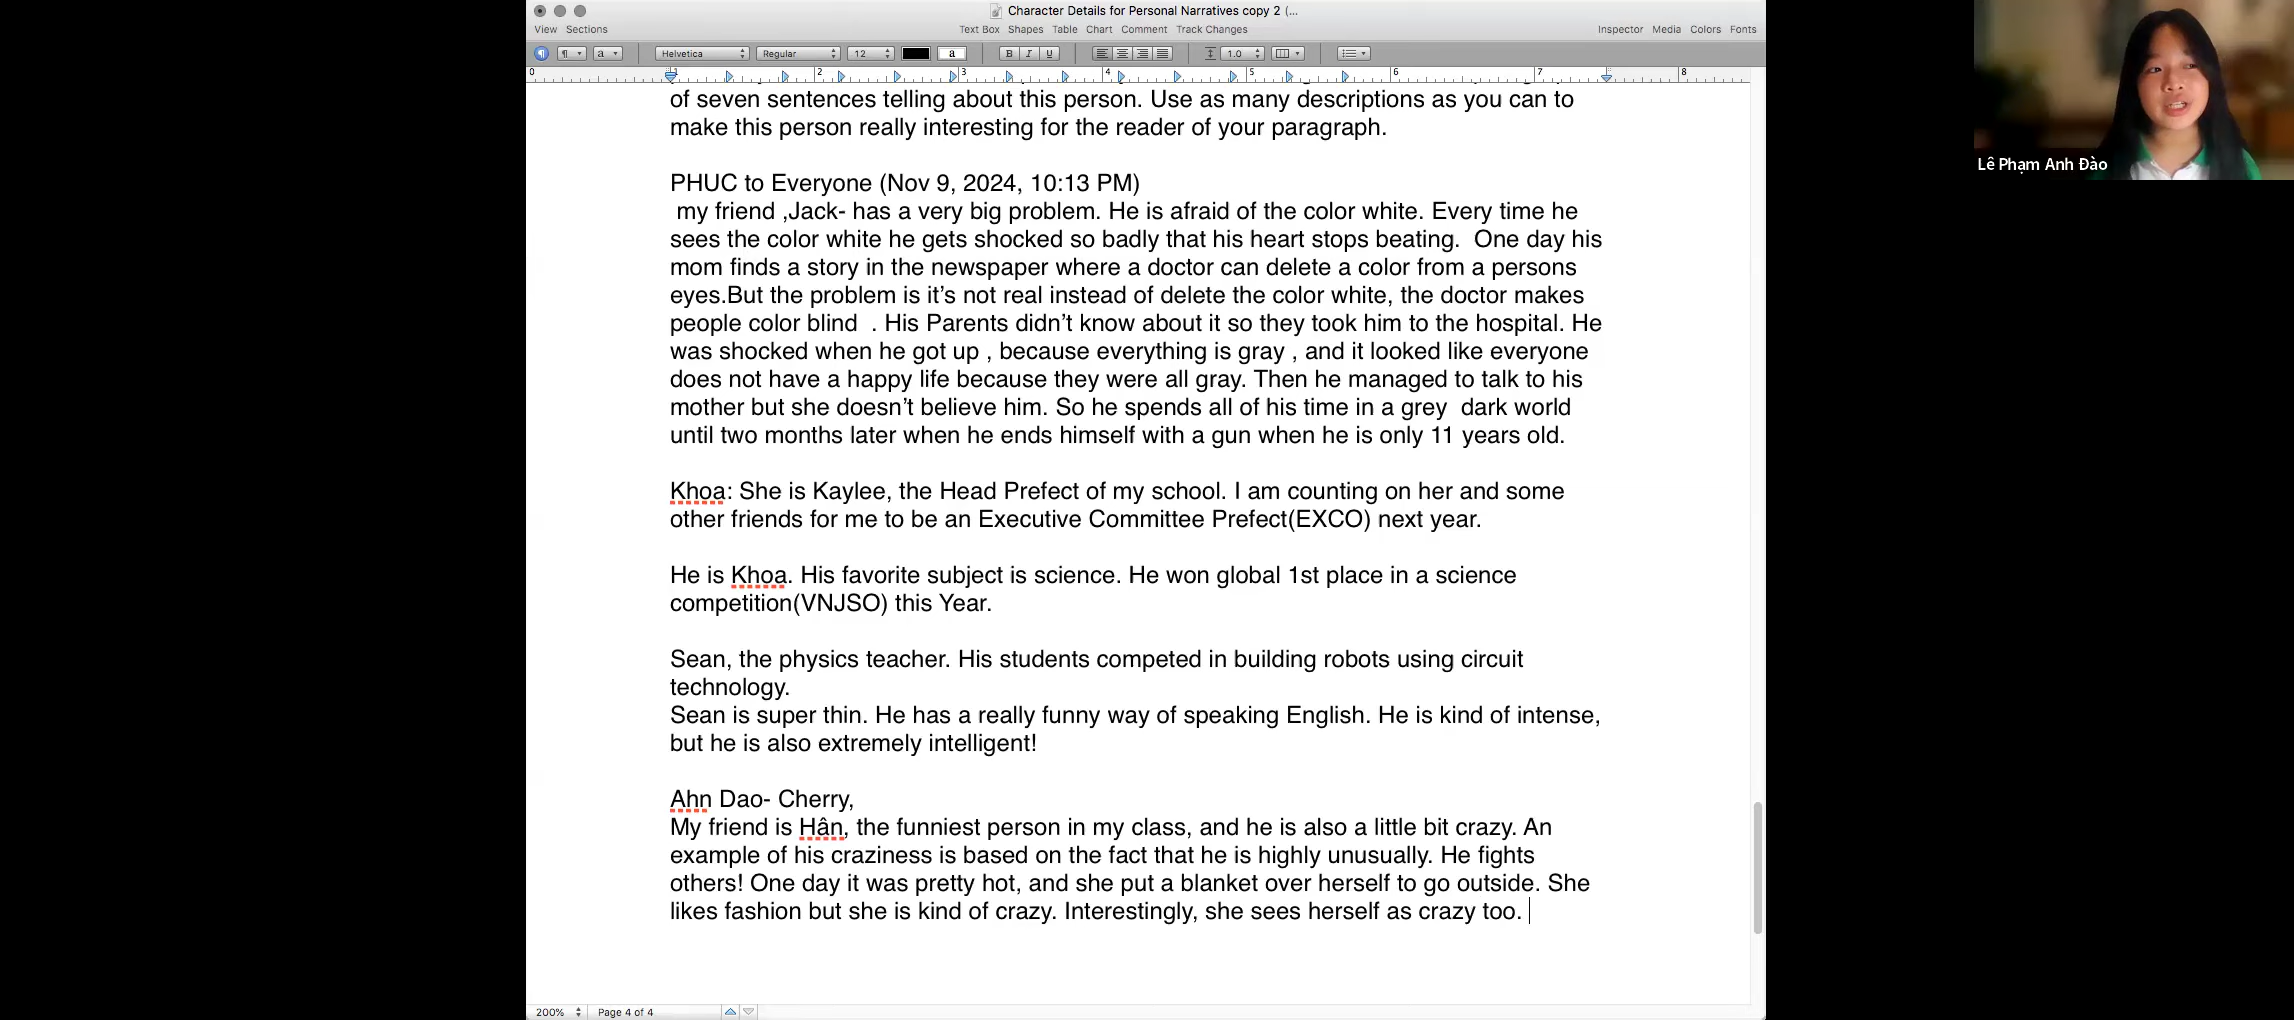 Character Details for Personal Narratives copy 2 (...
View Sections Text Box Shapes Table Chart Comment Track Changes Inspector Media Colors Fonts
¶ a Helvetica Regular 12 a B I U 1.0
0 1 2 3 4 5 6 7 8
of seven sentences telling about this person. Use as many descriptions as you can to
make this person really interesting for the reader of your paragraph.
PHUC to Everyone (Nov 9, 2024, 10:13 PM)
my friend ,Jack- has a very big problem. He is afraid of the color white. Every time he
sees the color white he gets shocked so badly that his heart stops beating.  One day his
mom finds a story in the newspaper where a doctor can delete a color from a persons
eyes.But the problem is it’s not real instead of delete the color white, the doctor makes
people color blind  . His Parents didn’t know about it so they took him to the hospital. He
was shocked when he got up , because everything is gray , and it looked like everyone
does not have a happy life because they were all gray. Then he managed to talk to his
mother but she doesn’t believe him. So he spends all of his time in a grey  dark world
until two months later when he ends himself with a gun when he is only 11 years old.
Khoa: She is Kaylee, the Head Prefect of my school. I am counting on her and some
other friends for me to be an Executive Committee Prefect(EXCO) next year.
He is Khoa. His favorite subject is science. He won global 1st place in a science
competition(VNJSO) this Year.
Sean, the physics teacher. His students competed in building robots using circuit
technology.
Sean is super thin. He has a really funny way of speaking English. He is kind of intense,
but he is also extremely intelligent!
Ahn Dao- Cherry,
My friend is Hân, the funniest person in my class, and he is also a little bit crazy. An
example of his craziness is based on the fact that he is highly unusually. He fights
others! One day it was pretty hot, and she put a blanket over herself to go outside. She
likes fashion but she is kind of crazy. Interestingly, she sees herself as crazy too.
200% Page 4 of 4
Lê Phạm Anh Đào